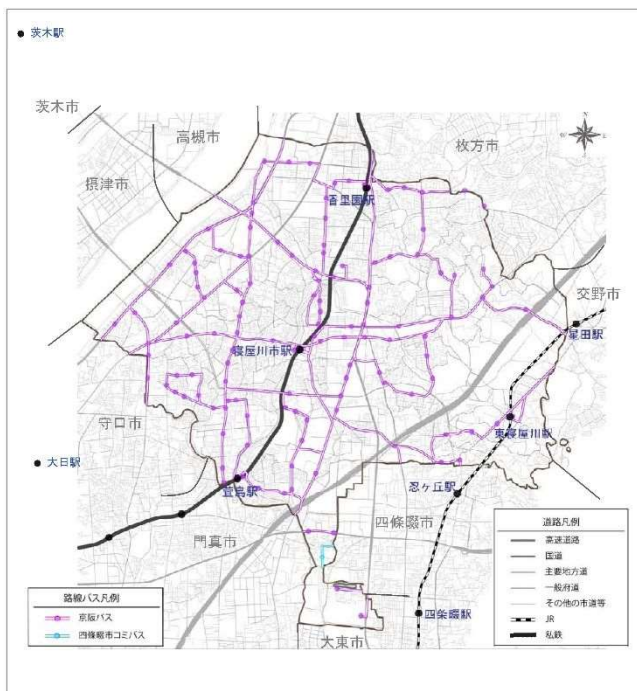 茨木駅
茨木市
高槻市
枚方市
摂津市
香里園駅
交野市
星田駅
寝屋川市駅
守口市
東寝屋川駅
大日駅
萱島駅
忍ヶ丘駅
四條畷市
門真市
四条畷駅
大東市
路線バス凡例
京阪バス
四條畷市コミバス
道路凡例
高速道路
国道
主要地方道
一般府道
その他の市道等
JR
私鉄